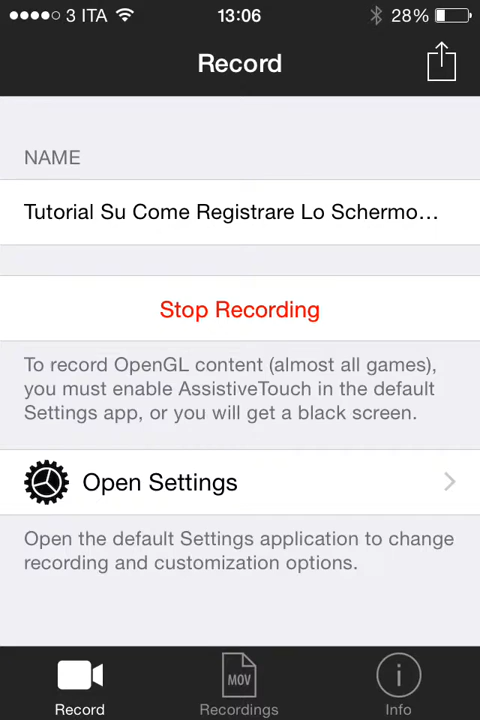 3 ITA 13:06 28%
Record
NAME
Tutorial Su Come Registrare Lo Schermo…
Stop Recording
To record OpenGL content (almost all games),
you must enable AssistiveTouch in the default
Settings app, or you will get a black screen.
Open Settings
Open the default Settings application to change
recording and customization options.
MOV
Record Recordings Info